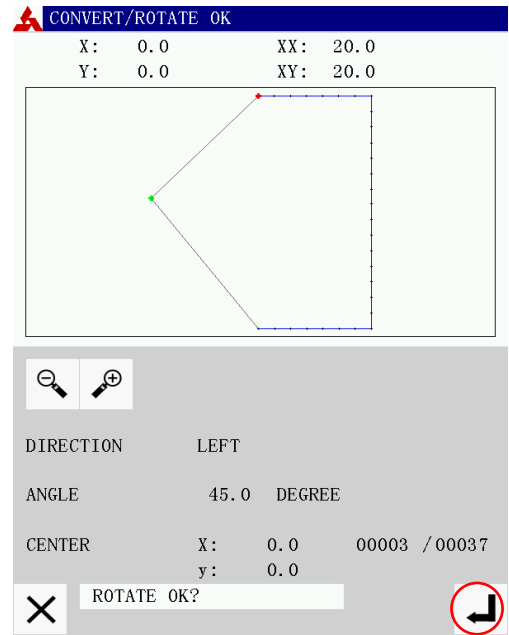 CONVERT/ROTATE OK
X: 0.0 XX: 20.0
Y: 0.0 XY: 20.0
DIRECTION LEFT
ANGLE 45.0 DEGREE
CENTER X: 0.0 00003 /00037
y: 0.0
ROTATE OK?